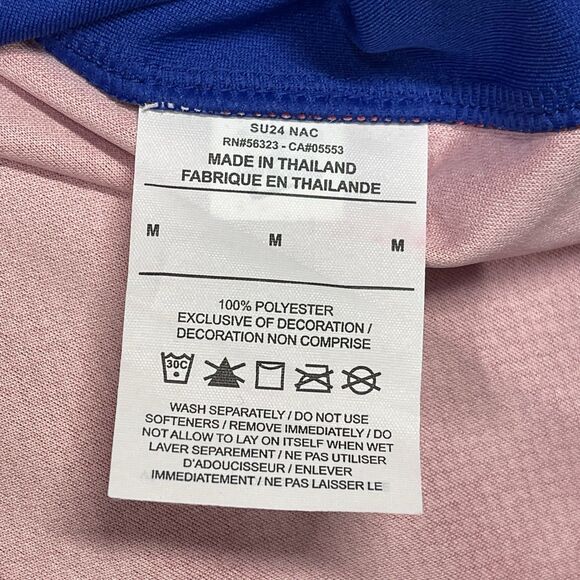 SU24 NAC
RN#56323 - CA#05553
MADE IN THAILAND
FABRIQUE EN THAILANDE
M M M
100% POLYESTER
EXCLUSIVE OF DECORATION /
DECORATION NON COMPRISE
30C
WASH SEPARATELY / DO NOT USE
SOFTENERS / REMOVE IMMEDIATELY / DO
NOT ALLOW TO LAY ON ITSELF WHEN WET
LAVER SEPAREMENT / NE PAS UTILISER
D'ADOUCISSEUR / ENLEVER
IMMEDIATEMENT / NE PAS LAISSER LE